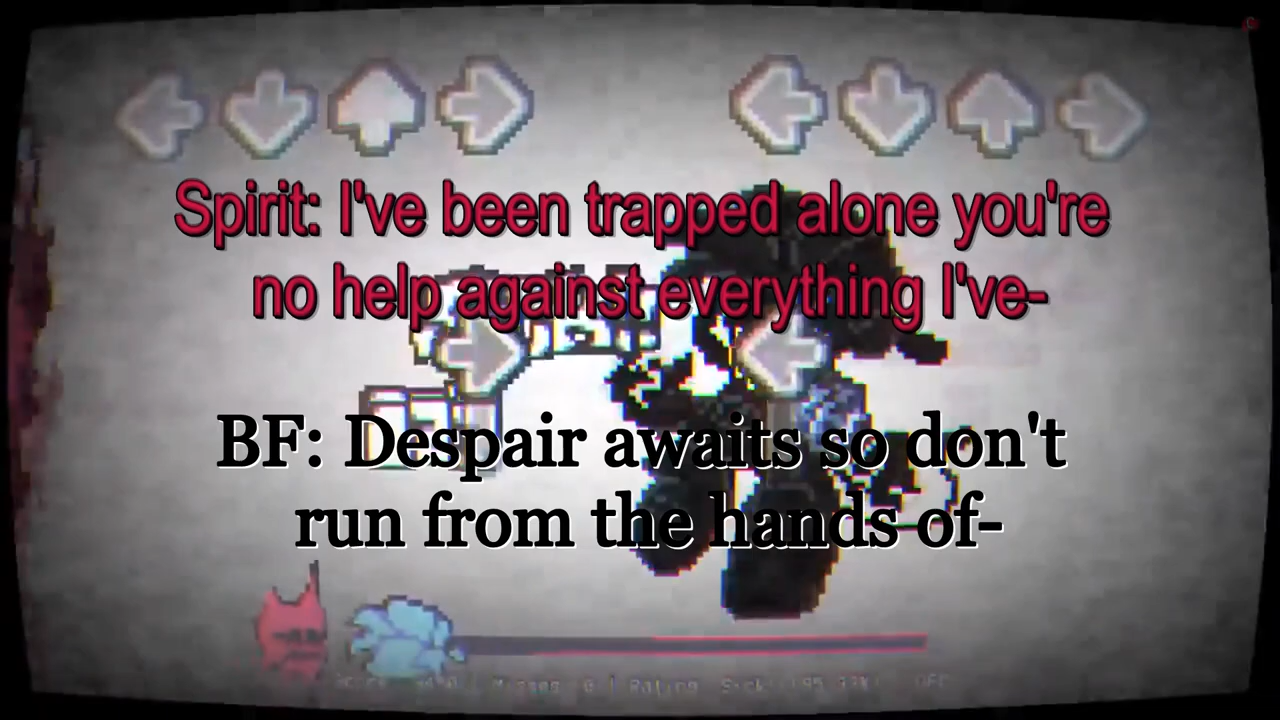 Spirit: I've been trapped alone you're
no help against everything I've-
BF: Despair awaits so don't
run from the hands of-